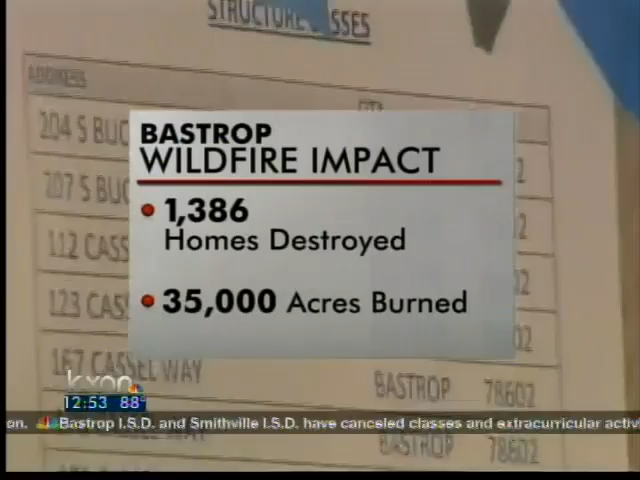 STRUCTURE LOSSES
ADDRESS
204 S BUC
207 S BUC
112 CASS
123 CAS
167 CASSEL WAY
BASTROP 78602
BASTROP 78602
BASTROP
WILDFIRE IMPACT
1,386
Homes Destroyed
35,000 Acres Burned
kxan
12:53 88°
on. Bastrop I.S.D. and Smithville I.S.D. have canceled classes and extracurricular activ